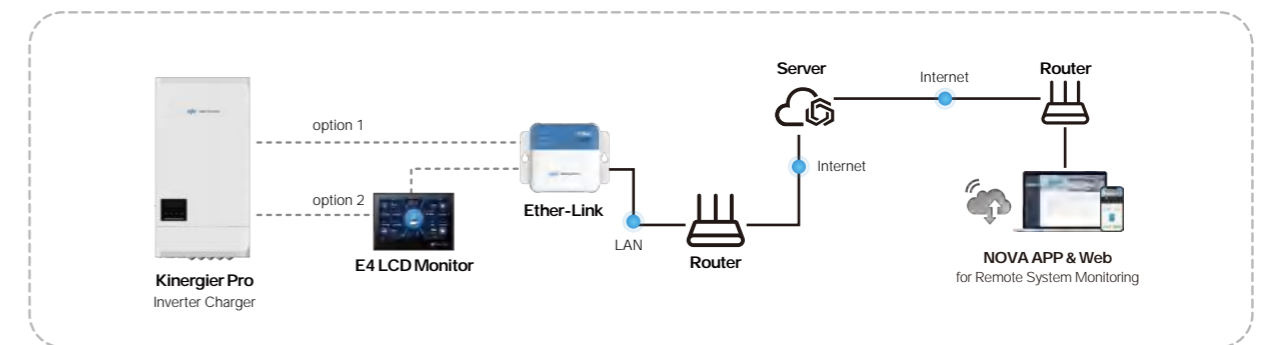 Server
Internet
Router
option 1
Internet
option 2
Ether-Link
LAN
Router
E4 LCD Monitor
Kinergier Pro
Inverter Charger
NOVA APP & Web
for Remote System Monitoring